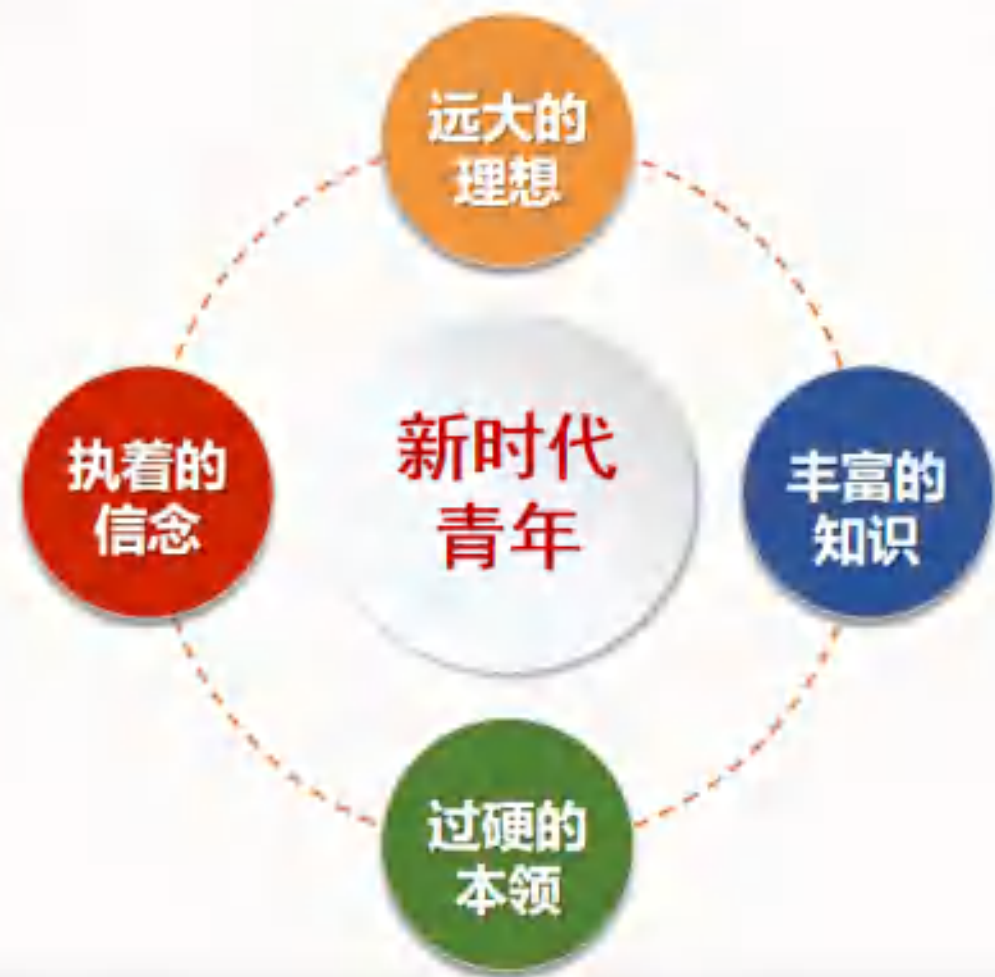 远大的
理想
执着的
信念
新时代
青年
丰富的
知识
过硬的
本领